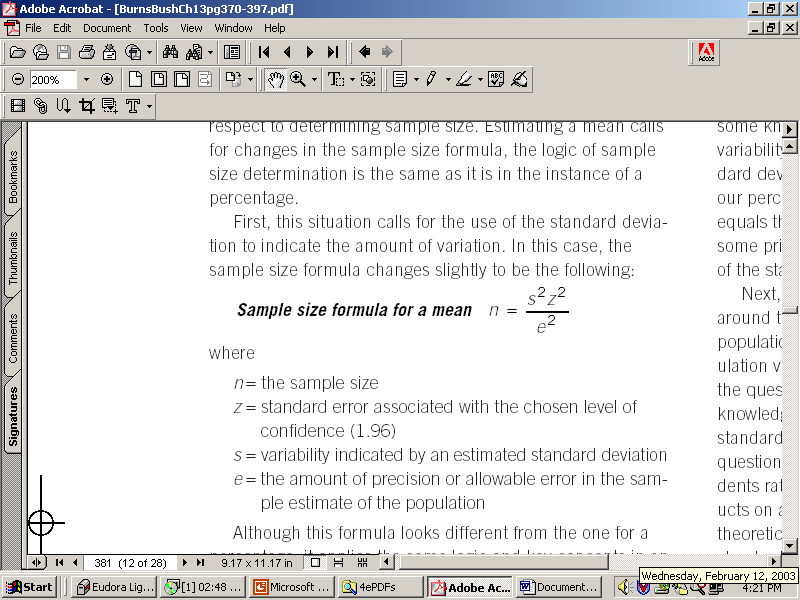 Adobe Acrobat - [BurnsBushCh13pg370-397.pdf]
File Edit Document Tools View Window Help
Adobe
200%
Bookmarks
Thumbnails
Comments
Signatures
respect to determining sample size. Estimating a mean calls
for changes in the sample size formula, the logic of sample
size determination is the same as it is in the instance of a
percentage.
First, this situation calls for the use of the standard devia-
tion to indicate the amount of variation. In this case, the
sample size formula changes slightly to be the following:
Sample size formula for a mean n = s²z² / e²
where
n = the sample size
z = standard error associated with the chosen level of
confidence (1.96)
s = variability indicated by an estimated standard deviation
e = the amount of precision or allowable error in the sam-
ple estimate of the population
Although this formula looks different from the one for a
some kn
variability
dard dev
our perc
equals th
some pri
of the sta
Next,
around t
populatio
ulation v
the ques
knowledg
standard
question
dents rat
ucts on a
theoretic
381 (12 of 28) 9.17 x 11.17 in
Start Eudora Lig... [1] 02:48 ... Microsoft ... 4ePDFs Adobe Ac... Document...
Wednesday, February 12, 2003
4:21 PM